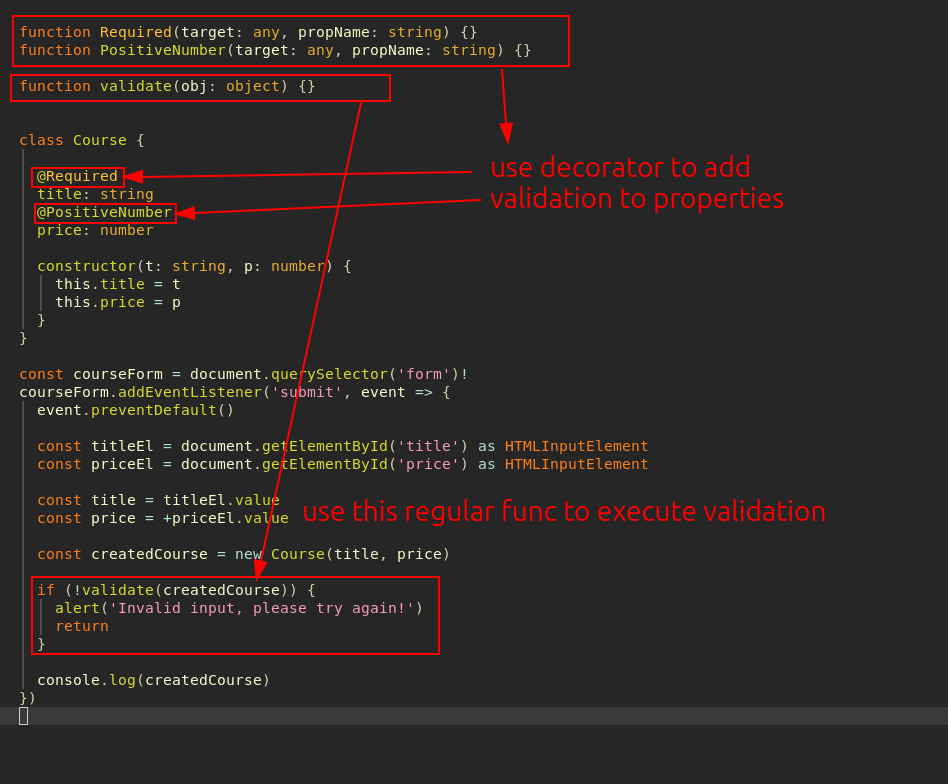 function Required(target: any, propName: string) {}
function PositiveNumber(target: any, propName: string) {}
function validate(obj: object) {}
class Course {
@Required
title: string
@PositiveNumber
price: number
use decorator to add
validation to properties
constructor(t: string, p: number) {
this.title = t
this.price = p
}
}
const courseForm = document.querySelector('form')!
courseForm.addEventListener('submit', event => {
event.preventDefault()
const titleEl = document.getElementById('title') as HTMLInputElement
const priceEl = document.getElementById('price') as HTMLInputElement
const title = titleEl.value
const price = +priceEl.value
use this regular func to execute validation
const createdCourse = new Course(title, price)
if (!validate(createdCourse)) {
alert('Invalid input, please try again!')
return
}
console.log(createdCourse)
})